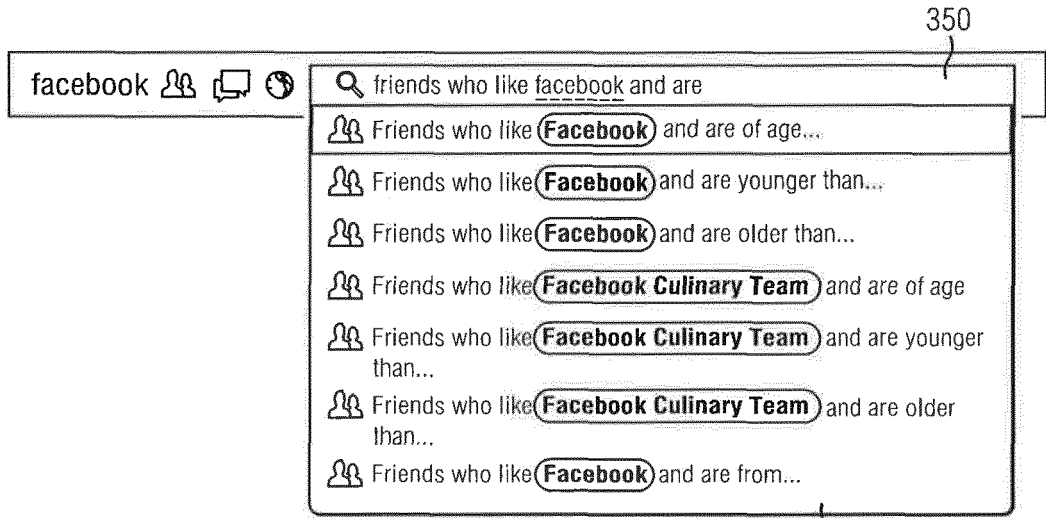 350
facebook
friends who like facebook and are
Friends who like Facebook and are of age...
Friends who like Facebook and are younger than...
Friends who like Facebook and are older than...
Friends who like Facebook Culinary Team and are of age
Friends who like Facebook Culinary Team and are younger
than...
Friends who like Facebook Culinary Team and are older
than...
Friends who like Facebook and are from...